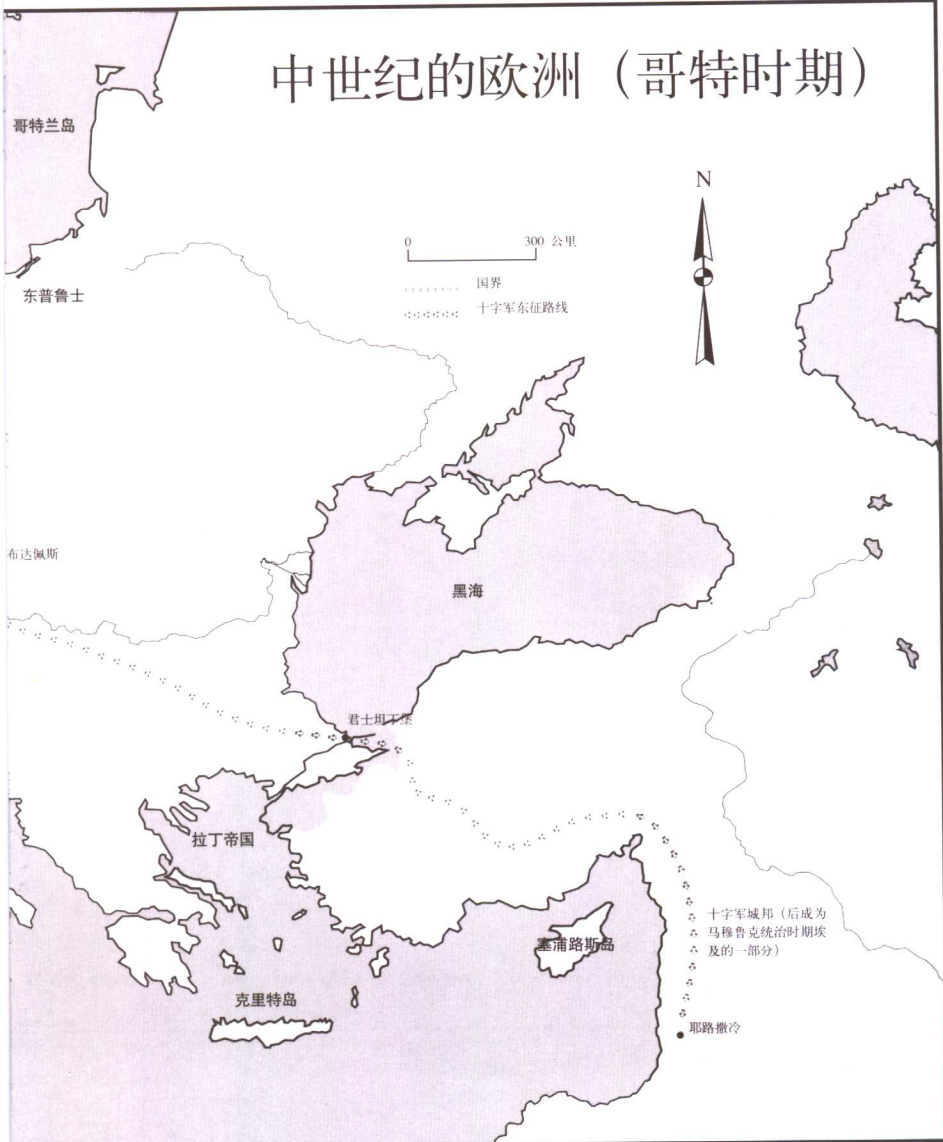 中世纪的欧洲（哥特时期）
哥特兰岛
N
0 300 公里
国界
十字军东征路线
东普鲁士
布达佩斯
黑海
君士坦丁堡
拉丁帝国
十字军城邦（后成为
马穆鲁克统治时期埃
及的一部分）
塞浦路斯岛
克里特岛
耶路撒冷